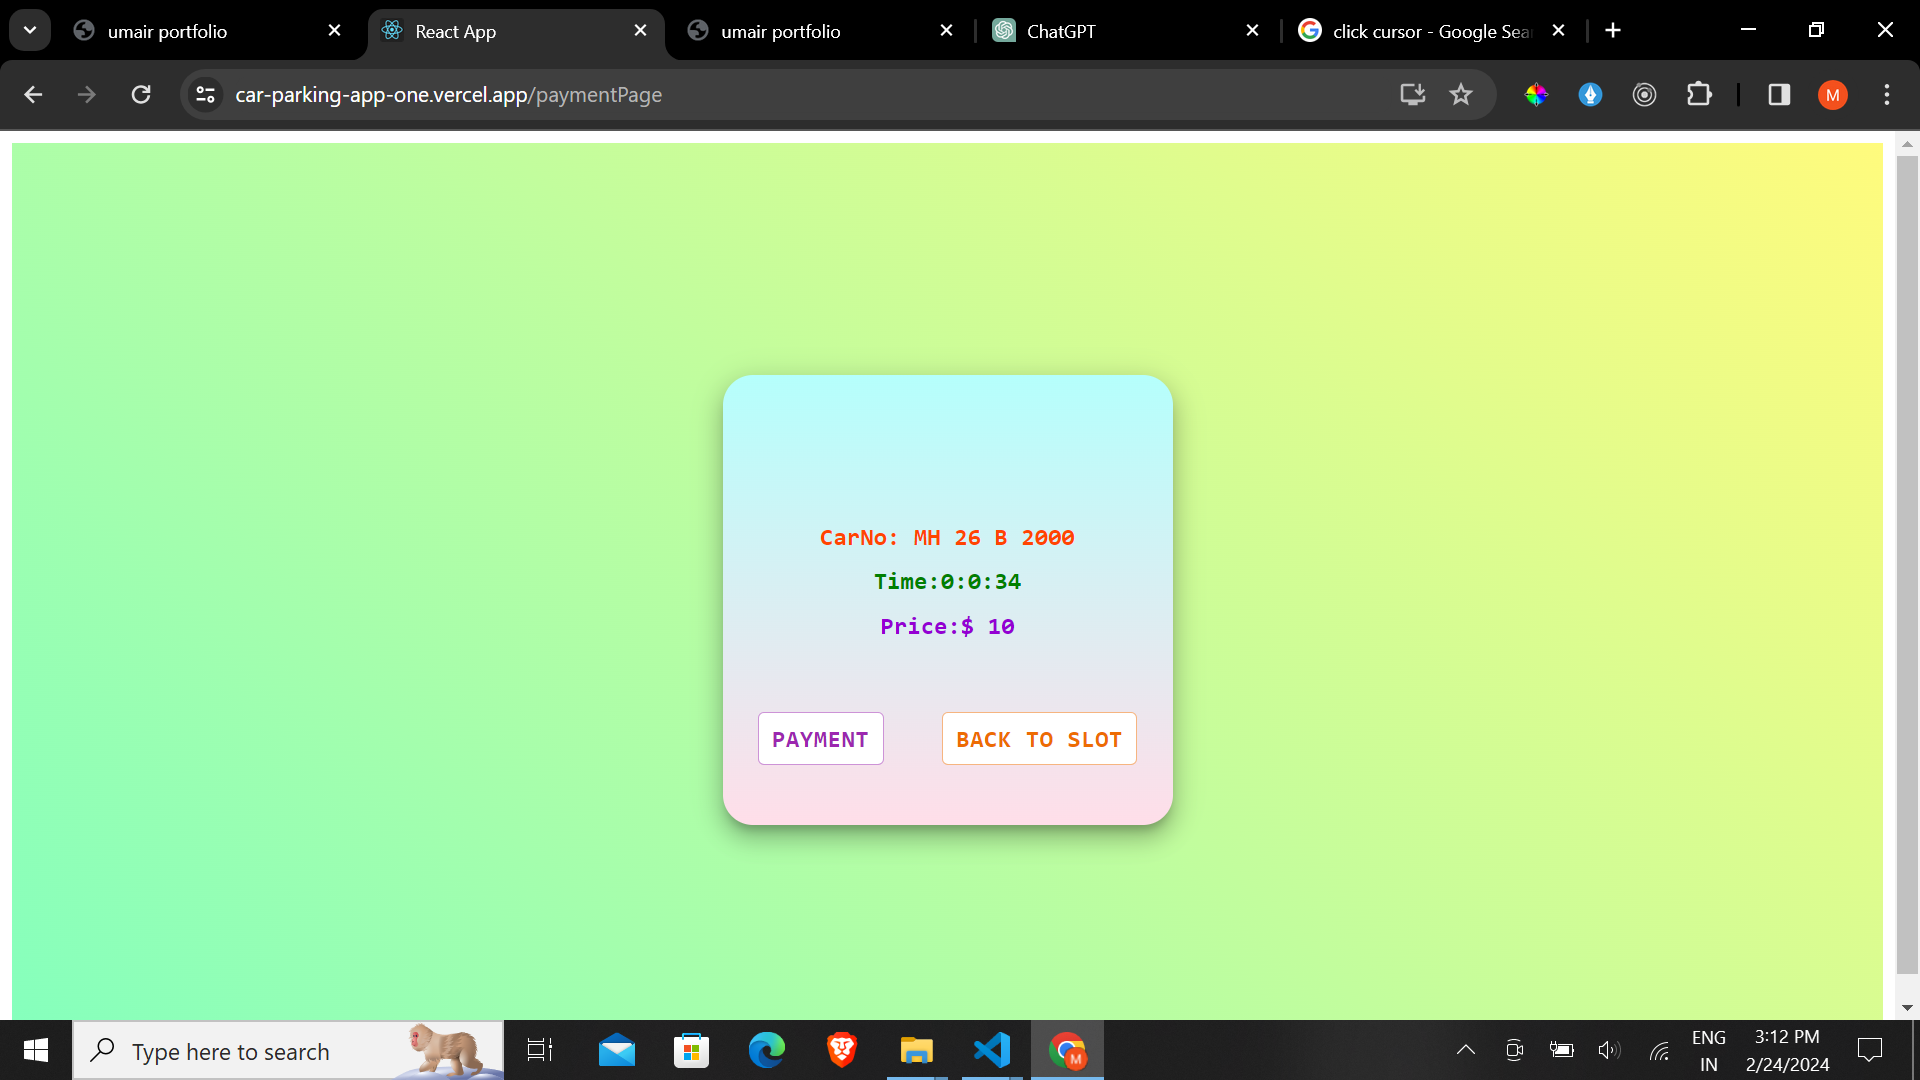 umair portfolio
React App
umair portfolio
ChatGPT
click cursor - Google Sear
car-parking-app-one.vercel.app/paymentPage
M
CarNo: MH 26 B 2000
Time:0:0:34
Price:$ 10
PAYMENT
BACK TO SLOT
Type here to search
M
ENG
IN
3:12 PM
2/24/2024